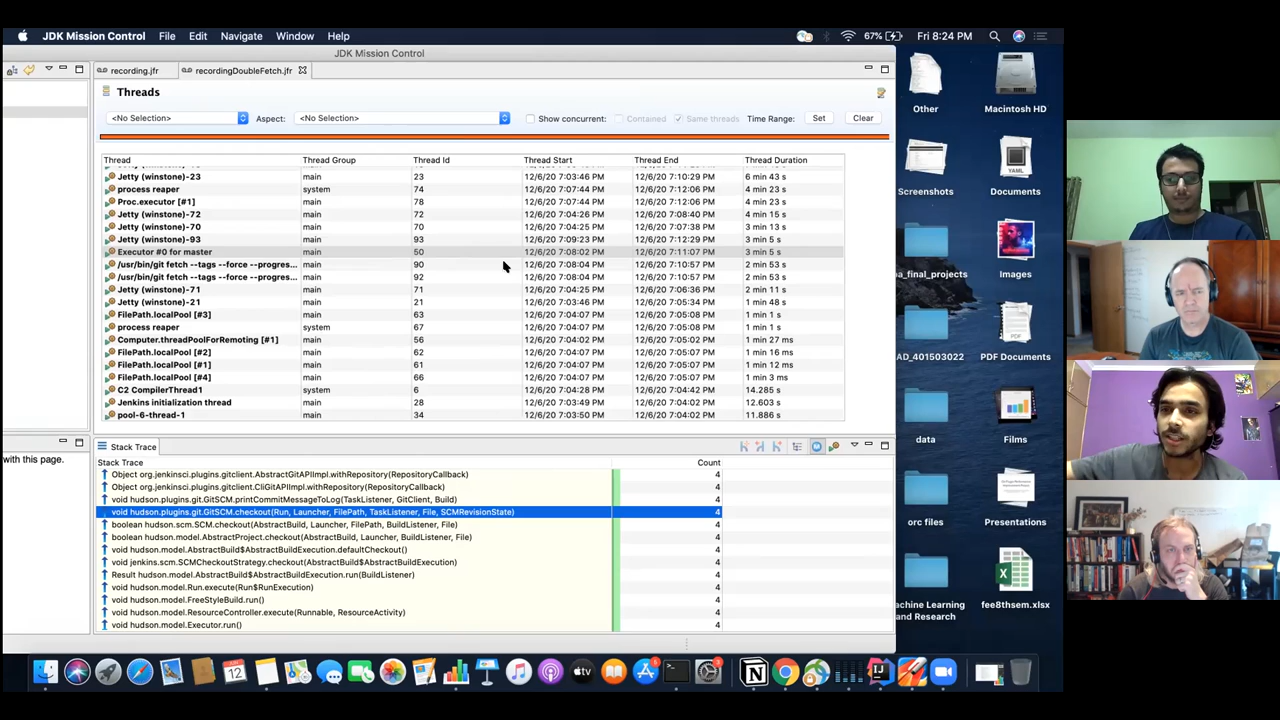 JDK Mission Control File Edit Navigate Window Help 67% Fri 8:24 PM
JDK Mission Control
recording.jfr recordingDoubleFetch.jfr
Threads
<No Selection> Aspect: <No Selection> Show concurrent: Contained Same threads Time Range: Set Clear
Thread Thread Group Thread Id Thread Start Thread End Thread Duration
Jetty (winstone)-23 main 23 12/6/20 7:03:46 PM 12/6/20 7:10:29 PM 6 min 43 s
process reaper system 74 12/6/20 7:07:44 PM 12/6/20 7:12:06 PM 4 min 23 s
Proc.executor [#1] main 78 12/6/20 7:07:44 PM 12/6/20 7:12:06 PM 4 min 23 s
Jetty (winstone)-72 main 72 12/6/20 7:04:25 PM 12/6/20 7:08:40 PM 4 min 15 s
Jetty (winstone)-70 main 70 12/6/20 7:04:25 PM 12/6/20 7:07:38 PM 3 min 13 s
Jetty (winstone)-93 main 93 12/6/20 7:09:23 PM 12/6/20 7:12:29 PM 3 min 5 s
Executor #0 for master main 50 12/6/20 7:08:02 PM 12/6/20 7:11:07 PM 3 min 5 s
/usr/bin/git fetch --tags --force --progres... main 90 12/6/20 7:08:04 PM 12/6/20 7:10:57 PM 2 min 53 s
/usr/bin/git fetch --tags --force --progres... main 92 12/6/20 7:08:04 PM 12/6/20 7:10:57 PM 2 min 53 s
Jetty (winstone)-71 main 71 12/6/20 7:04:25 PM 12/6/20 7:06:36 PM 2 min 11 s
Jetty (winstone)-21 main 21 12/6/20 7:03:46 PM 12/6/20 7:05:34 PM 1 min 48 s
FilePath.localPool [#3] main 63 12/6/20 7:04:07 PM 12/6/20 7:05:08 PM 1 min 1 s
process reaper system 67 12/6/20 7:04:07 PM 12/6/20 7:05:08 PM 1 min 1 s
Computer.threadPoolForRemoting [#1] main 56 12/6/20 7:04:02 PM 12/6/20 7:05:02 PM 1 min 27 ms
FilePath.localPool [#2] main 62 12/6/20 7:04:07 PM 12/6/20 7:05:07 PM 1 min 16 ms
FilePath.localPool [#1] main 61 12/6/20 7:04:07 PM 12/6/20 7:05:07 PM 1 min 12 ms
FilePath.localPool [#4] main 66 12/6/20 7:04:07 PM 12/6/20 7:05:07 PM 1 min 3 ms
C2 CompilerThread1 system 6 12/6/20 7:04:28 PM 12/6/20 7:04:42 PM 14.285 s
Jenkins initialization thread main 28 12/6/20 7:03:49 PM 12/6/20 7:04:02 PM 12.603 s
pool-6-thread-1 main 34 12/6/20 7:03:50 PM 12/6/20 7:04:02 PM 11.886 s
Stack Trace
with this page.
Stack Trace Count
Object org.jenkinsci.plugins.gitclient.AbstractGitAPIImpl.withRepository(RepositoryCallback) 4
Object org.jenkinsci.plugins.gitclient.CliGitAPIImpl.withRepository(RepositoryCallback) 4
void hudson.plugins.git.GitSCM.printCommitMessageToLog(TaskListener, GitClient, Build) 4
void hudson.plugins.git.GitSCM.checkout(Run, Launcher, FilePath, TaskListener, File, SCMRevisionState) 4
boolean hudson.scm.SCM.checkout(AbstractBuild, Launcher, FilePath, BuildListener, File) 4
boolean hudson.model.AbstractProject.checkout(AbstractBuild, Launcher, BuildListener, File) 4
void hudson.model.AbstractBuild$AbstractBuildExecution.defaultCheckout() 4
void jenkins.scm.SCMCheckoutStrategy.checkout(AbstractBuild$AbstractBuildExecution) 4
Result hudson.model.AbstractBuild$AbstractBuildExecution.run(BuildListener) 4
void hudson.model.Run.execute(Run$RunExecution) 4
void hudson.model.FreeStyleBuild.run() 4
void hudson.model.ResourceController.execute(Runnable, ResourceActivity) 4
void hudson.model.Executor.run() 4
Other Macintosh HD
YAML
Screenshots Documents
a_final_projects Images
AD_401503022 PDF Documents
data Films
orc files Presentations
achine Learning and Research fee8thsem.xlsx